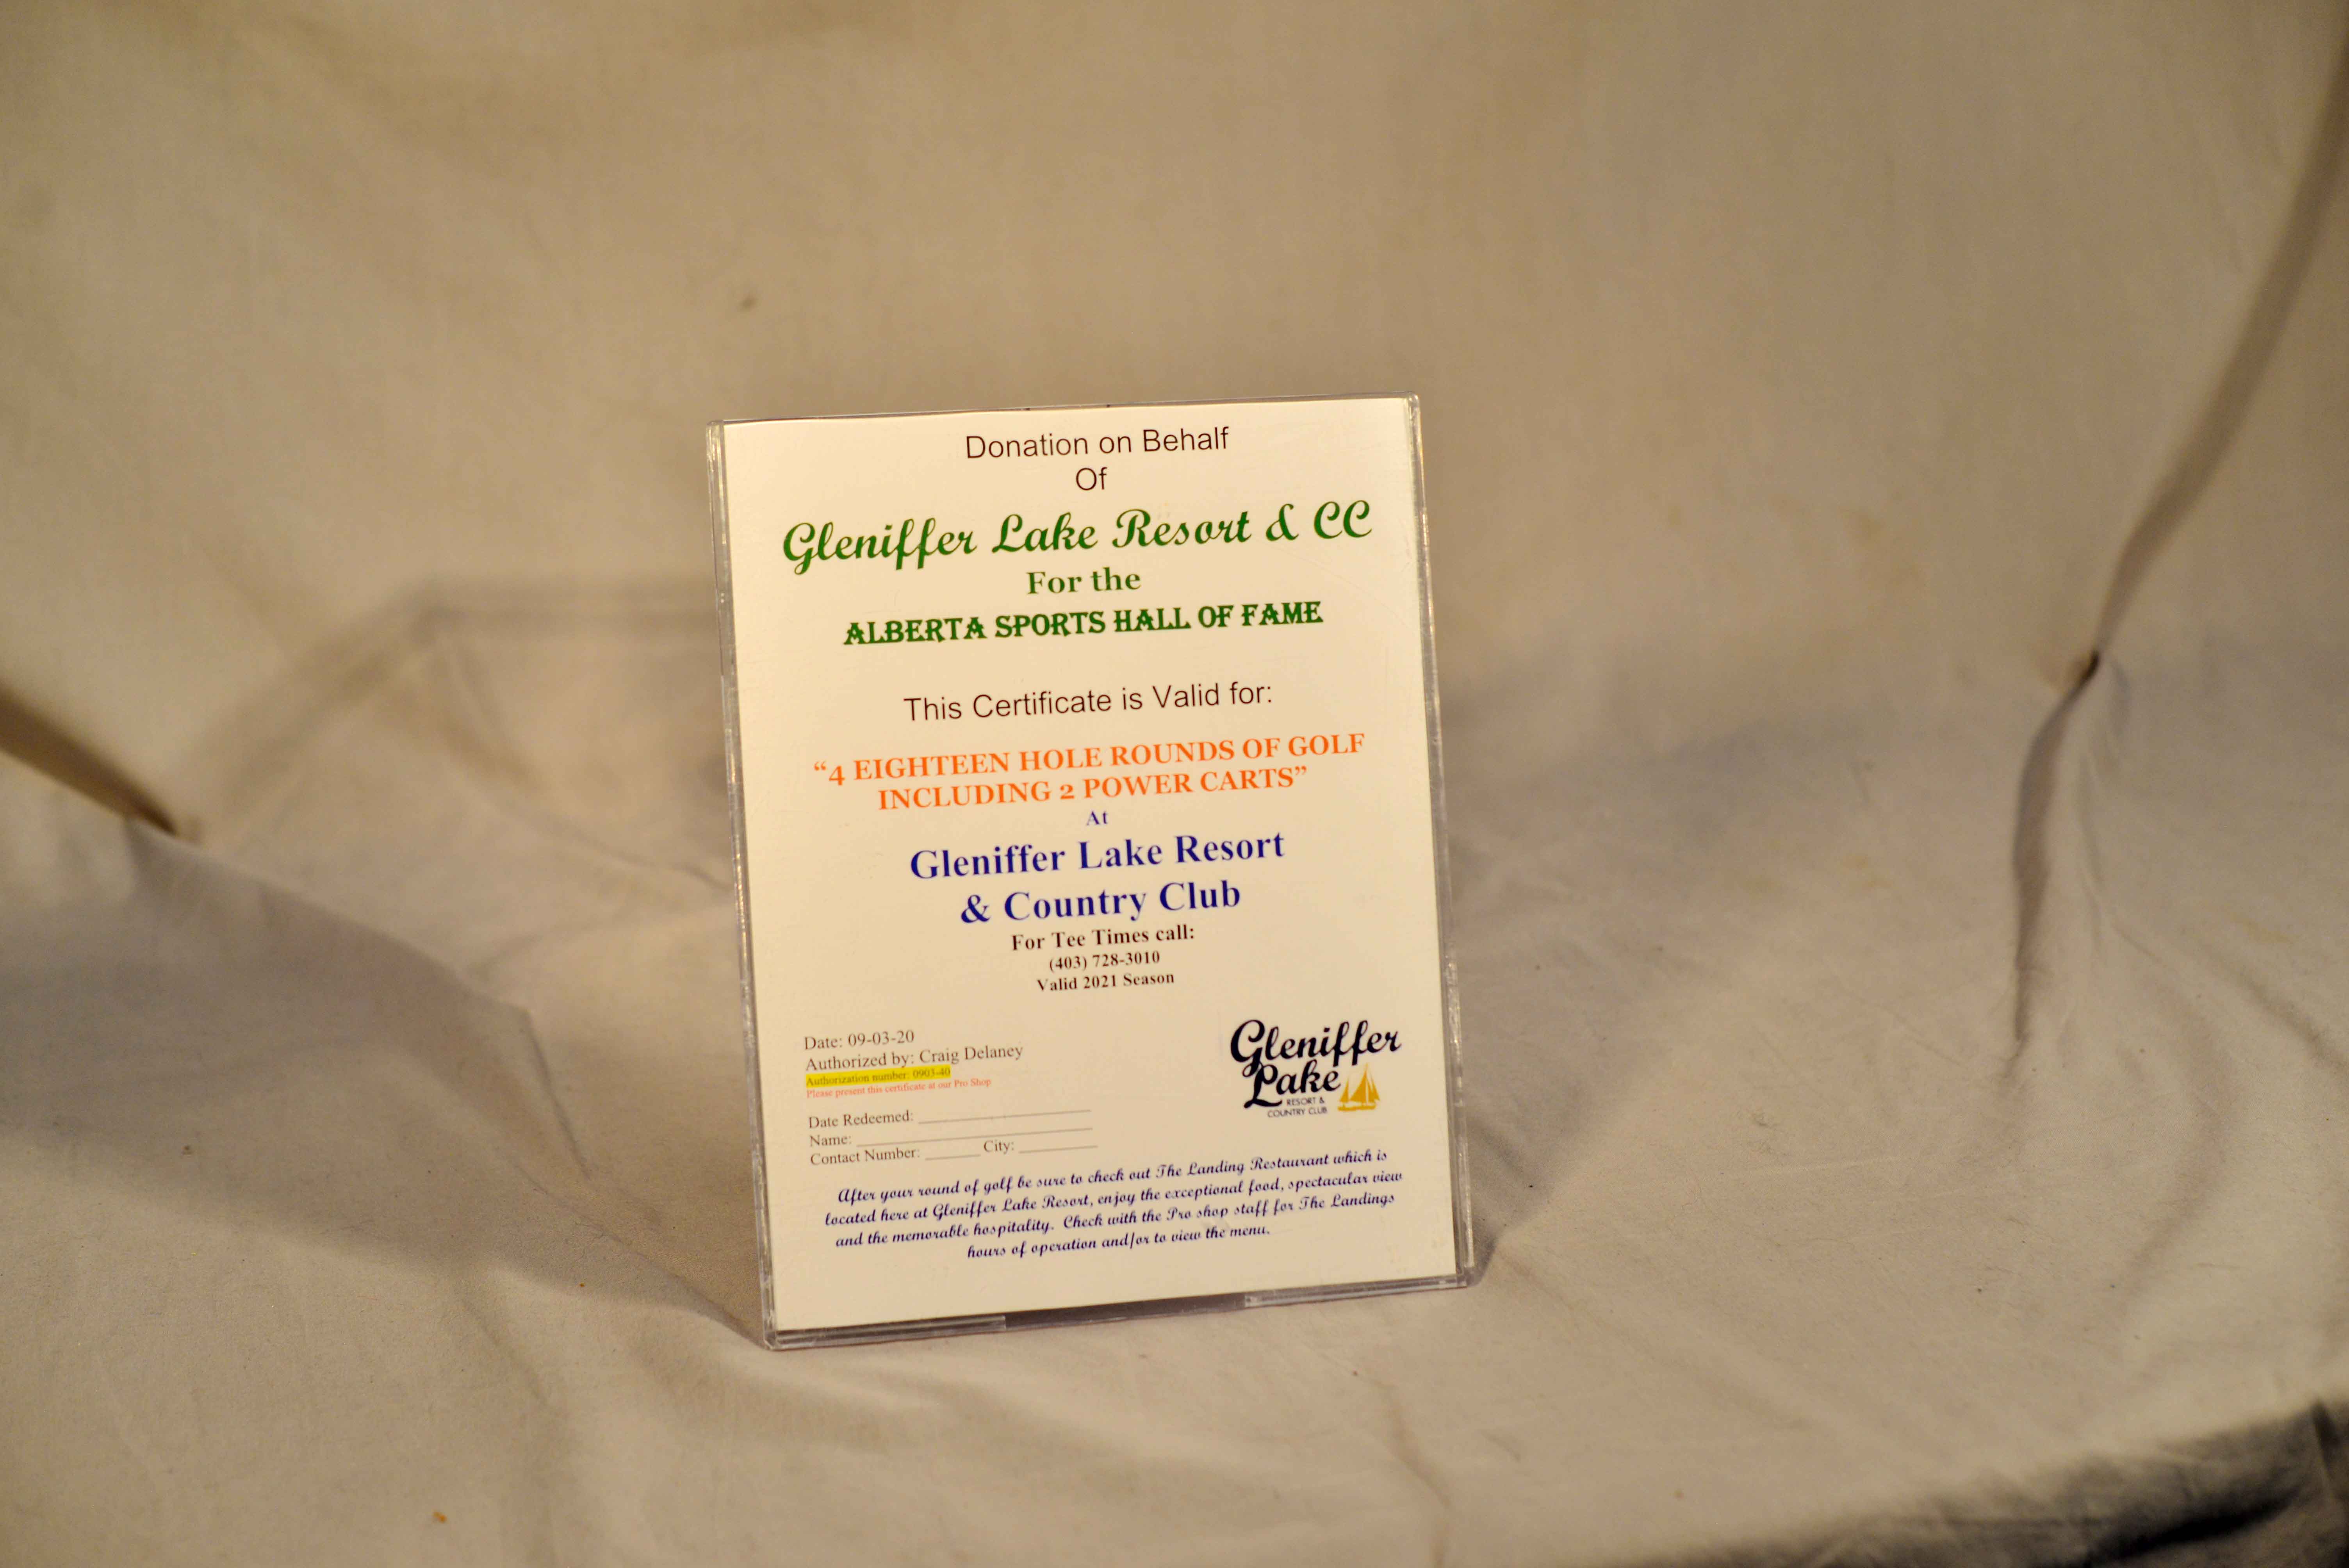 Donation on Behalf
Of
Gleniffer Lake Resort & CC
For the
ALBERTA SPORTS HALL OF FAME
This Certificate is Valid for:
“4 EIGHTEEN HOLE ROUNDS OF GOLF
INCLUDING 2 POWER CARTS”
At
Gleniffer Lake Resort
& Country Club
For Tee Times call:
(403) 728-3010
Valid 2021 Season
Date: 09-03-20
Authorized by: Craig Delaney
Authorization number: 0903-40
Please present this certificate at our Pro Shop
Date Redeemed:
Name:
Contact Number: City:
Gleniffer
Lake
RESORT &
COUNTRY CLUB
After your round of golf be sure to check out The Landing Restaurant which is
located here at Gleniffer Lake Resort, enjoy the exceptional food, spectacular view
and the memorable hospitality. Check with the Pro shop staff for The Landings
hours of operation and/or to view the menu.